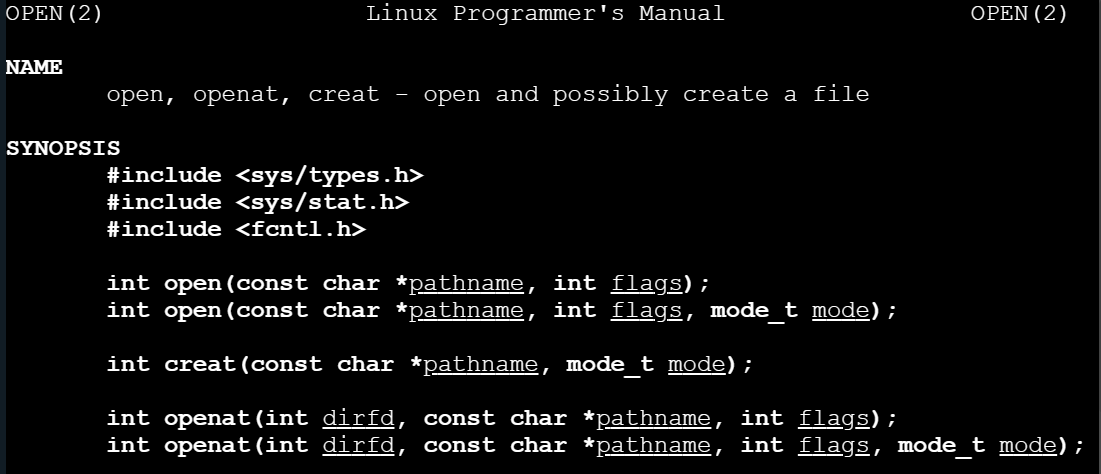 OPEN(2) Linux Programmer's Manual OPEN(2)
NAME
open, openat, creat - open and possibly create a file
SYNOPSIS
#include <sys/types.h>
#include <sys/stat.h>
#include <fcntl.h>
int open(const char *pathname, int flags);
int open(const char *pathname, int flags, mode_t mode);
int creat(const char *pathname, mode_t mode);
int openat(int dirfd, const char *pathname, int flags);
int openat(int dirfd, const char *pathname, int flags, mode_t mode);